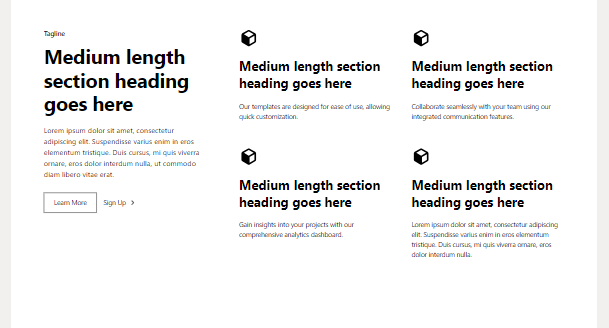 Tagline
Medium length
section heading
goes here
Lorem ipsum dolor sit amet, consectetur
adipiscing elit. Suspendisse varius enim in eros
elementum tristique. Duis cursus, mi quis viverra
ornare, eros dolor interdum nulla, ut commodo
diam libero vitae erat.
Learn More
Sign Up
Medium length section
heading goes here
Our templates are designed for ease of use, allowing
quick customization.
Medium length section
heading goes here
Collaborate seamlessly with your team using our
integrated communication features.
Medium length section
heading goes here
Gain insights into your projects with our
comprehensive analytics dashboard.
Medium length section
heading goes here
Lorem ipsum dolor sit amet, consectetur adipiscing
elit. Suspendisse varius enim in eros elementum
tristique. Duis cursus, mi quis viverra ornare, eros
dolor interdum nulla.